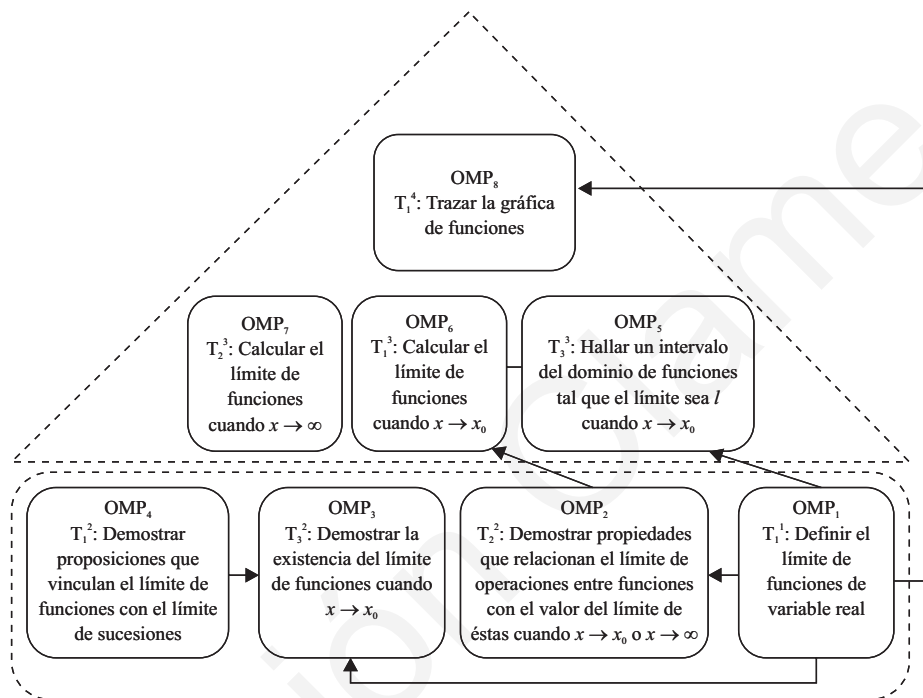 OMP₈
T₁⁴: Trazar la gráfica
de funciones
OMP₇
T₂³: Calcular el
límite de
funciones
cuando x → ∞
OMP₆
T₁³: Calcular el
límite de
funciones
cuando x → x₀
OMP₅
T₃³: Hallar un intervalo
del dominio de funciones
tal que el límite sea l
cuando x → x₀
OMP₄
T₁²: Demostrar
proposiciones que
vinculan el límite de
funciones con el límite
de sucesiones
OMP₃
T₃²: Demostrar la
existencia del límite
de funciones cuando
x → x₀
OMP₂
T₂²: Demostrar propiedades
que relacionan el límite de
operaciones entre funciones
con el valor del límite de
éstas cuando x → x₀ o x → ∞
OMP₁
T₁¹: Definir el
límite de
funciones de
variable real
ión Clame